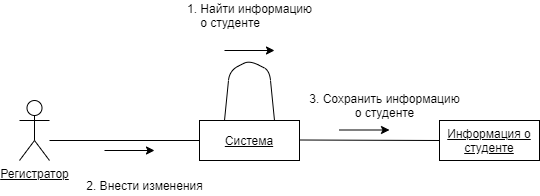 1. Найти информацию
о студенте
3. Сохранить информацию
о студенте
Система
Информация о
студенте
Регистратор
2. Внести изменения